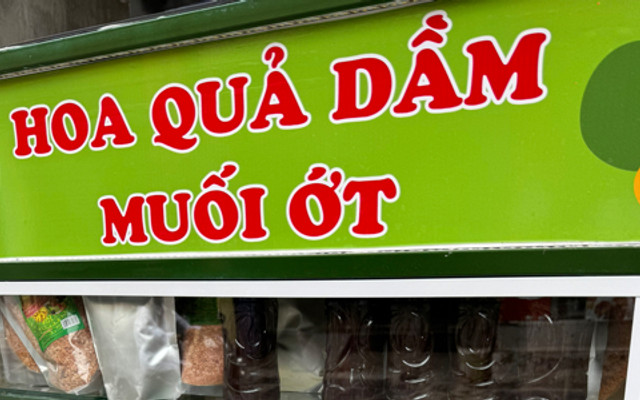 HOA QUẢ DẦM
MUỐI ỚT